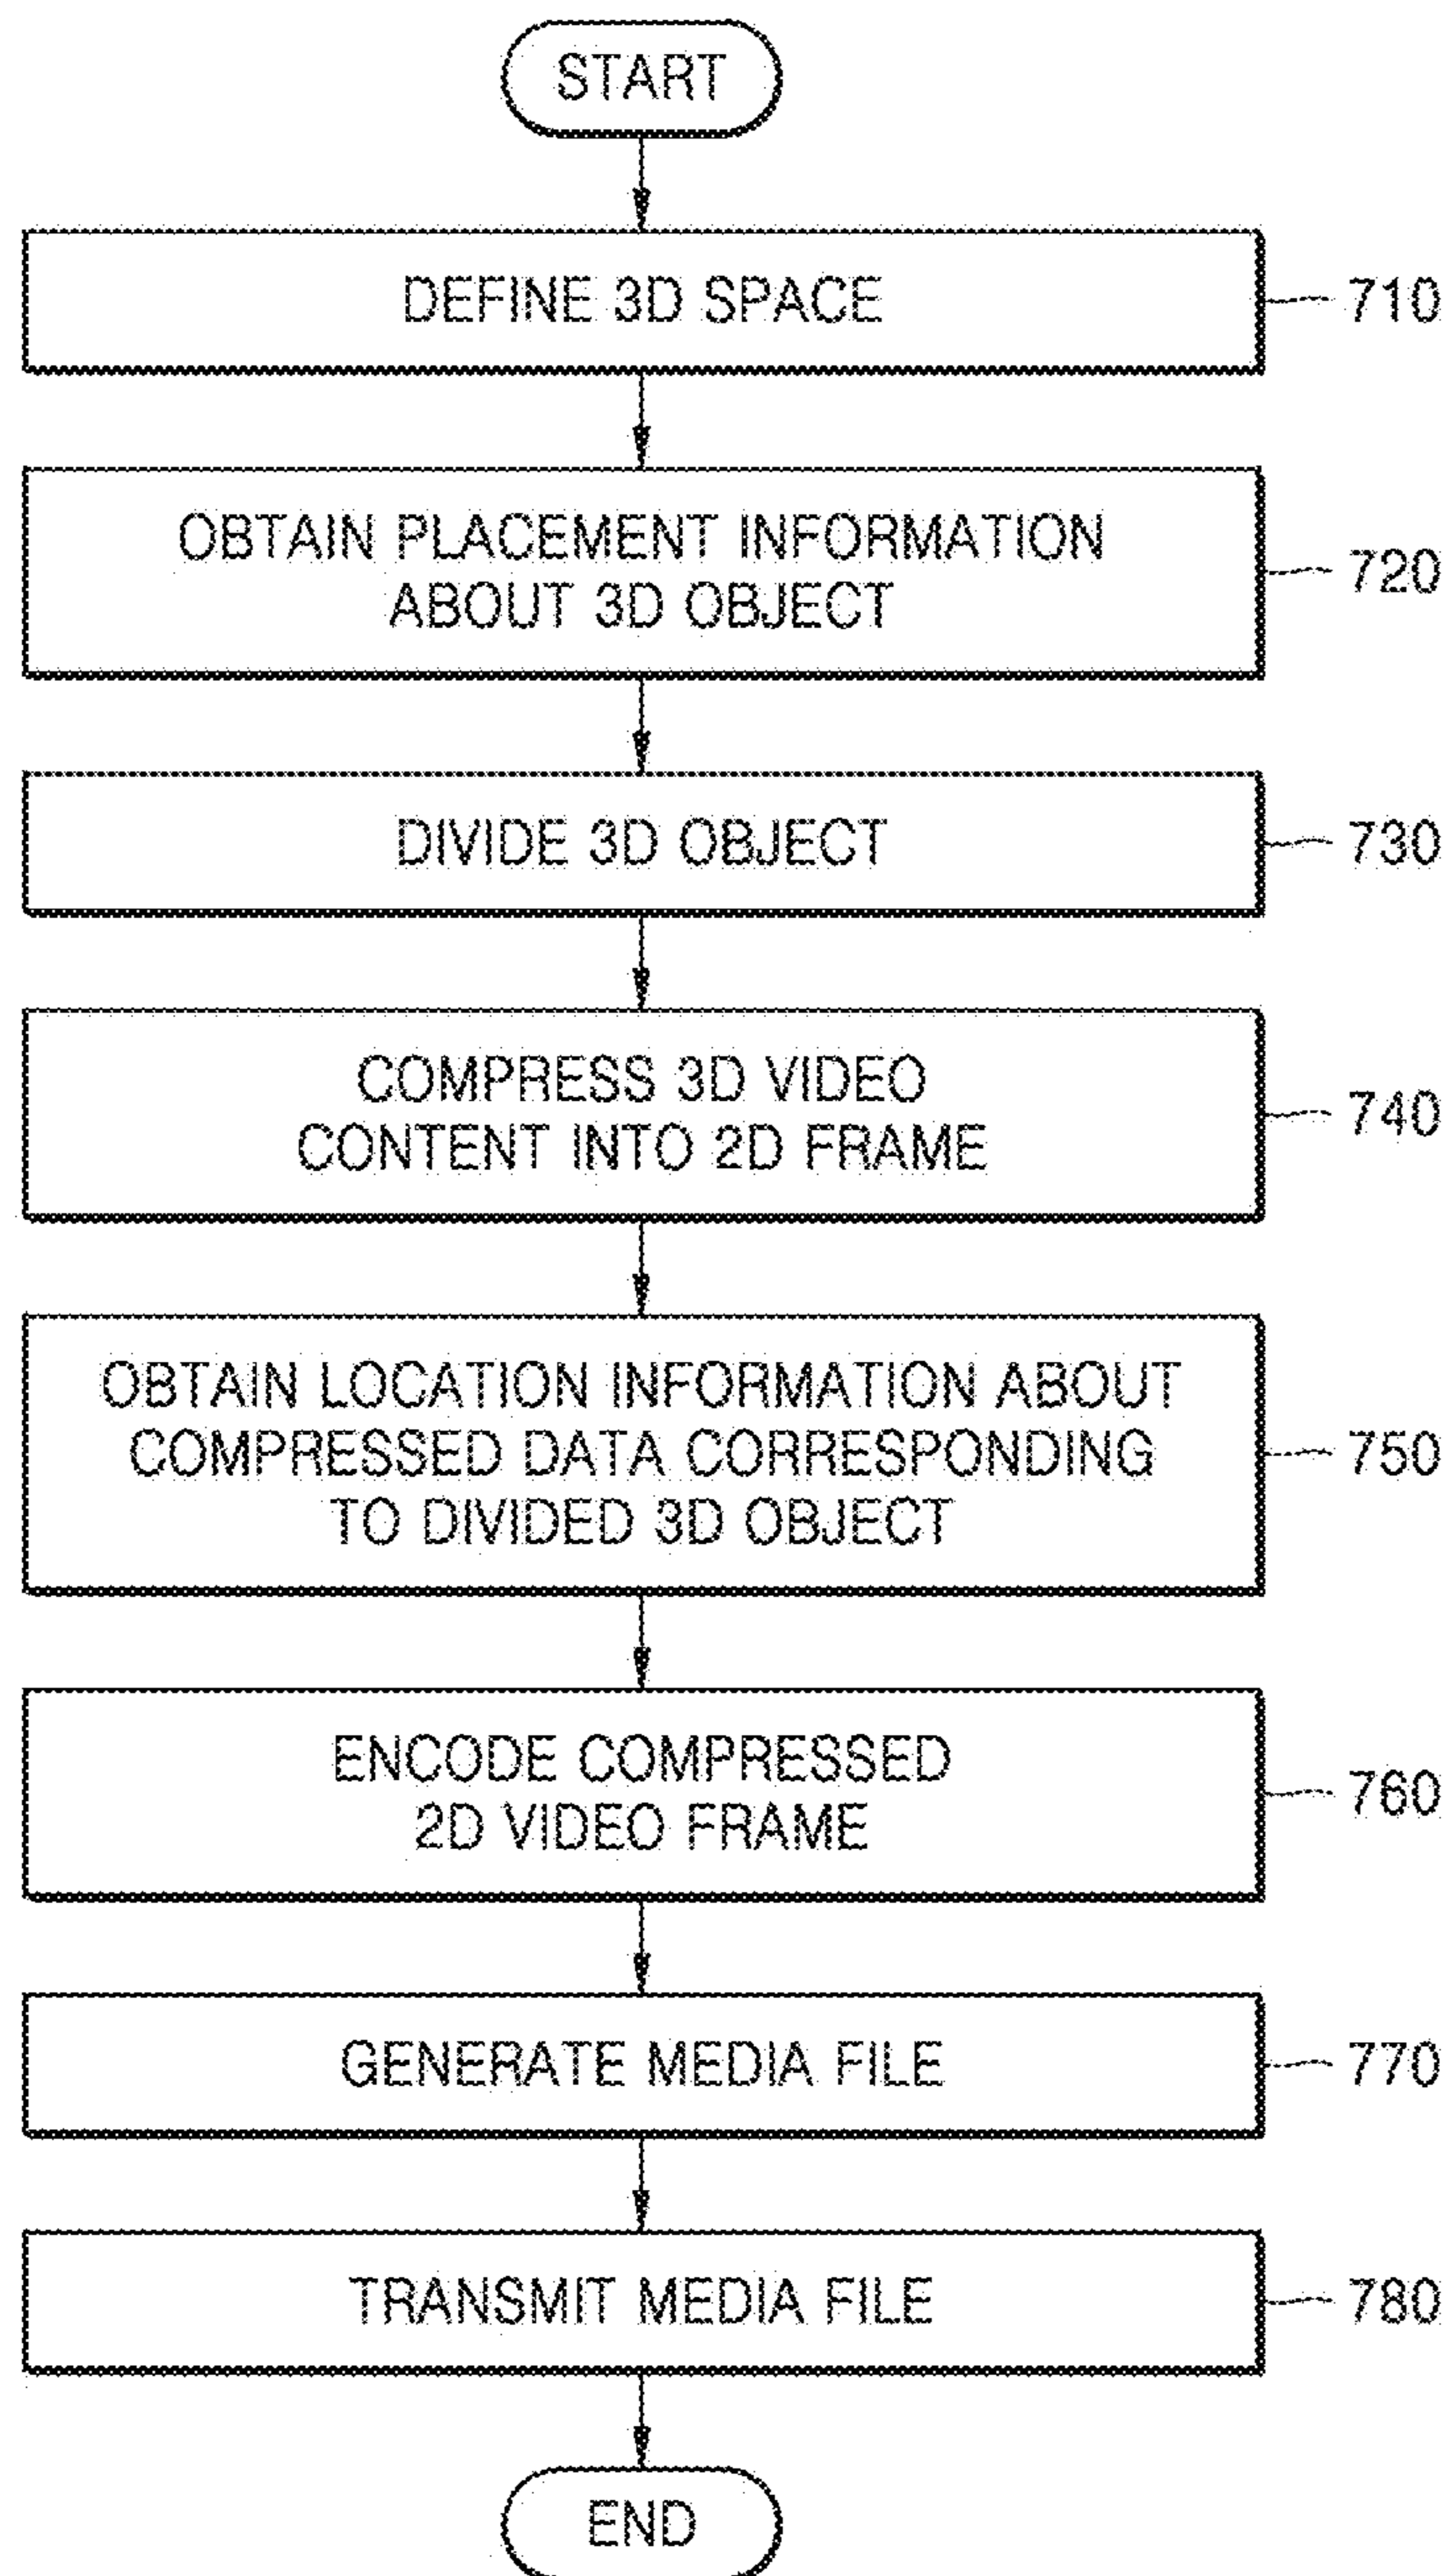 START
DEFINE 3D SPACE
710
OBTAIN PLACEMENT INFORMATION
ABOUT 3D OBJECT
720
DIVIDE 3D OBJECT
730
COMPRESS 3D VIDEO
CONTENT INTO 2D FRAME
740
OBTAIN LOCATION INFORMATION ABOUT
COMPRESSED DATA CORRESPONDING
TO DIVIDED 3D OBJECT
750
ENCODE COMPRESSED
2D VIDEO FRAME
760
GENERATE MEDIA FILE
770
TRANSMIT MEDIA FILE
780
END